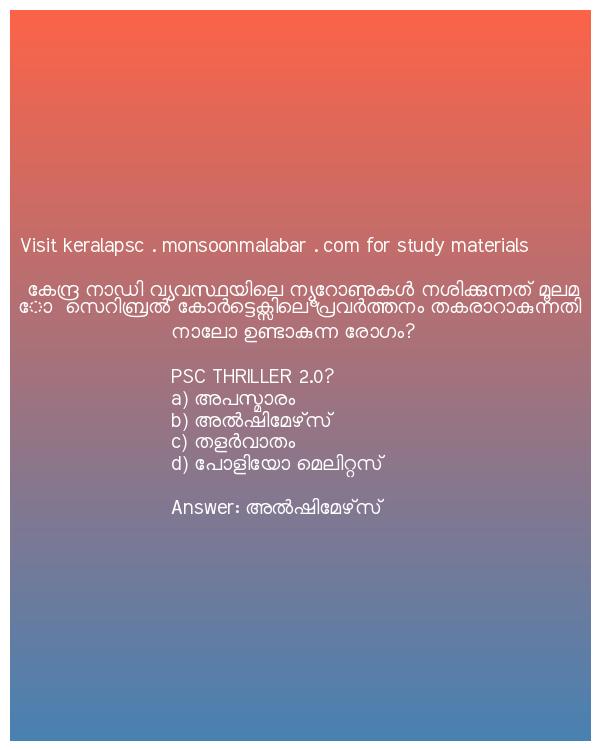 Visit keralapsc .monsoonmalabar .com for study materials
കേന്ദ്ര നാഡി വ്യവസ്ഥയിലെ ന്യൂറോണുകൾ നശിക്കുന്നത് മൂലമ
ോ  സെറിബ്രൽ കോർട്ടെക്സിലെ പ്രവർത്തനം തകരാറാകുന്നതി
നാലോ ഉണ്ടാകുന്ന രോഗം?
PSC THRILLER 2.0?
a) അപസ്മാരം
b) അൽഷിമേഴ്സ്
c) തളർവാതം
d) പോളിയോ മെലിറ്റസ്
Answer: അൽഷിമേഴ്സ്